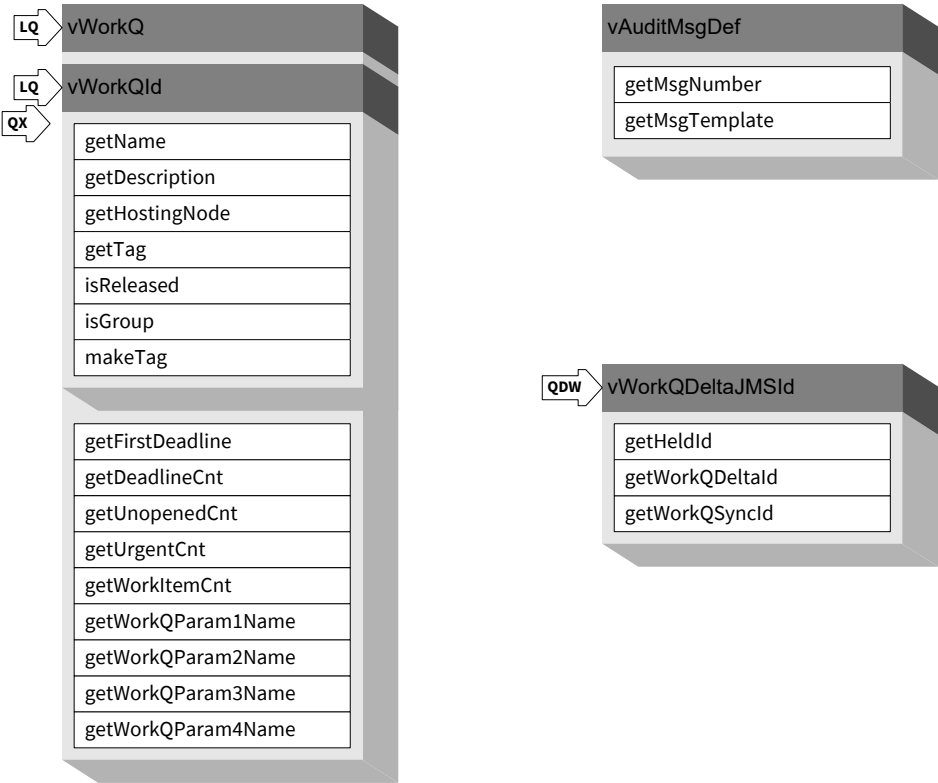 LQ
vWorkQ
LQ
vWorkQId
QX
getName
getDescription
getHostingNode
getTag
isReleased
isGroup
makeTag
getFirstDeadline
getDeadlineCnt
getUnopenedCnt
getUrgentCnt
getWorkItemCnt
getWorkQParam1Name
getWorkQParam2Name
getWorkQParam3Name
getWorkQParam4Name
vAuditMsgDef
getMsgNumber
getMsgTemplate
QDW
vWorkQDeltaJMSId
getHeldId
getWorkQDeltaId
getWorkQSyncId